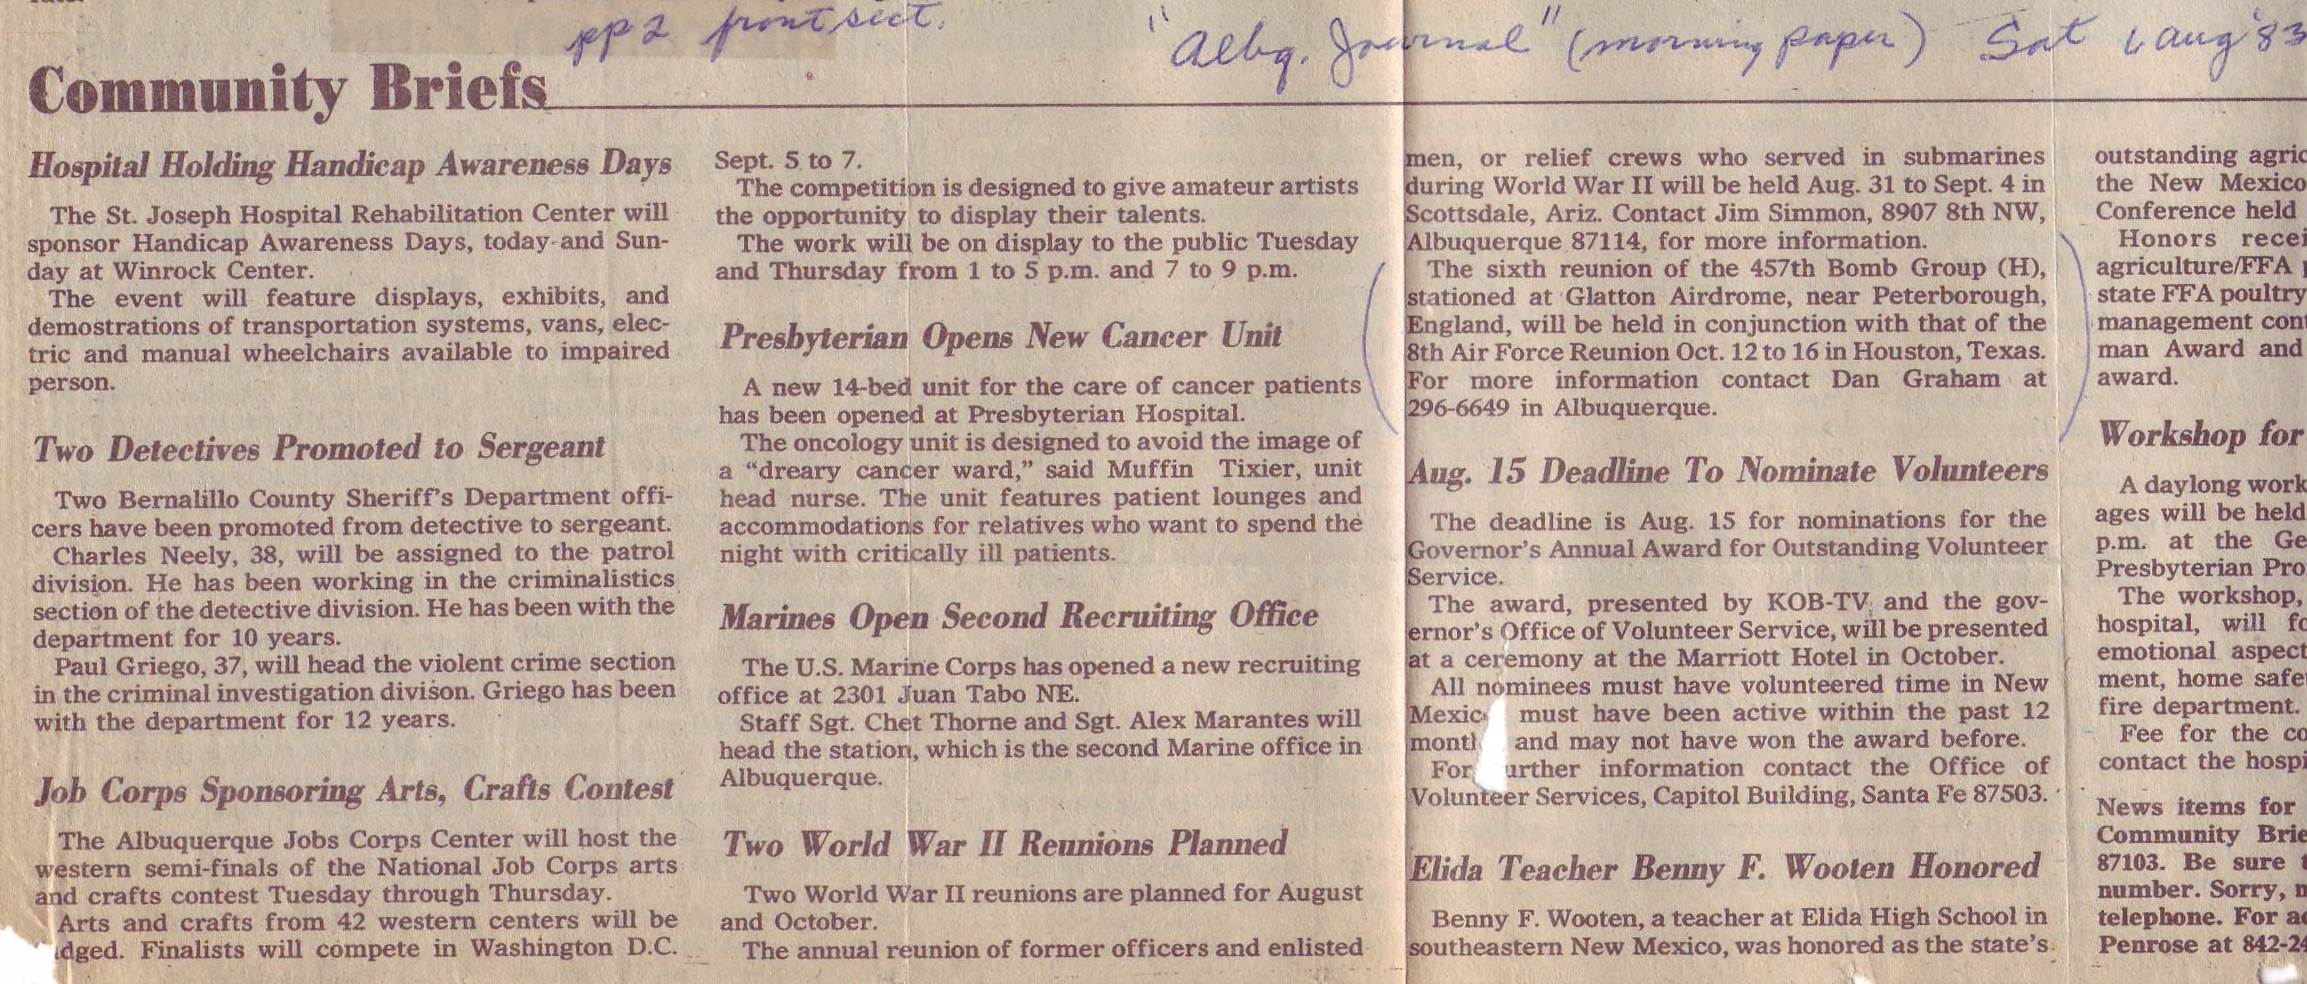 pp 2 front sect. "Albq. Journal" (morning paper) Sat 6 Aug '83
Community Briefs
Hospital Holding Handicap Awareness Days
The St. Joseph Hospital Rehabilitation Center will
sponsor Handicap Awareness Days, today and Sun-
day at Winrock Center.
The event will feature displays, exhibits, and
demostrations of transportation systems, vans, elec-
tric and manual wheelchairs available to impaired
person.
Two Detectives Promoted to Sergeant
Two Bernalillo County Sheriff's Department offi-
cers have been promoted from detective to sergeant.
Charles Neely, 38, will be assigned to the patrol
division. He has been working in the criminalistics
section of the detective division. He has been with the
department for 10 years.
Paul Griego, 37, will head the violent crime section
in the criminal investigation divison. Griego has been
with the department for 12 years.
Job Corps Sponsoring Arts, Crafts Contest
The Albuquerque Jobs Corps Center will host the
western semi-finals of the National Job Corps arts
and crafts contest Tuesday through Thursday.
Arts and crafts from 42 western centers will be
dged. Finalists will compete in Washington D.C.
Sept. 5 to 7.
The competition is designed to give amateur artists
the opportunity to display their talents.
The work will be on display to the public Tuesday
and Thursday from 1 to 5 p.m. and 7 to 9 p.m.
Presbyterian Opens New Cancer Unit
A new 14-bed unit for the care of cancer patients
has been opened at Presbyterian Hospital.
The oncology unit is designed to avoid the image of
a "dreary cancer ward," said Muffin Tixier, unit
head nurse. The unit features patient lounges and
accommodations for relatives who want to spend the
night with critically ill patients.
Marines Open Second Recruiting Office
The U.S. Marine Corps has opened a new recruiting
office at 2301 Juan Tabo NE.
Staff Sgt. Chet Thorne and Sgt. Alex Marantes will
head the station, which is the second Marine office in
Albuquerque.
Two World War II Reunions Planned
Two World War II reunions are planned for August
and October.
The annual reunion of former officers and enlisted
men, or relief crews who served in submarines
during World War II will be held Aug. 31 to Sept. 4 in
Scottsdale, Ariz. Contact Jim Simmon, 8907 8th NW,
Albuquerque 87114, for more information.
The sixth reunion of the 457th Bomb Group (H),
stationed at Glatton Airdrome, near Peterborough,
England, will be held in conjunction with that of the
8th Air Force Reunion Oct. 12 to 16 in Houston, Texas.
For more information contact Dan Graham at
296-6649 in Albuquerque.
Aug. 15 Deadline To Nominate Volunteers
The deadline is Aug. 15 for nominations for the
Governor's Annual Award for Outstanding Volunteer
Service.
The award, presented by KOB-TV and the gov-
ernor's Office of Volunteer Service, will be presented
at a ceremony at the Marriott Hotel in October.
All nominees must have volunteered time in New
Mexic must have been active within the past 12
mont and may not have won the award before.
For urther information contact the Office of
Volunteer Services, Capitol Building, Santa Fe 87503.
Elida Teacher Benny F. Wooten Honored
Benny F. Wooten, a teacher at Elida High School in
southeastern New Mexico, was honored as the state's
outstanding agric
the New Mexico
Conference held
Honors recei
agriculture/FFA
state FFA poultry
management cont
man Award and
award.
Workshop for
A daylong work
ages will be held
p.m. at the Ge
Presbyterian Pro
The workshop,
hospital, will fo
emotional aspect
ment, home safe
fire department.
Fee for the co
contact the hospi
News items for
Community Brie
87103. Be sure t
number. Sorry, n
telephone. For a
Penrose at 842-24